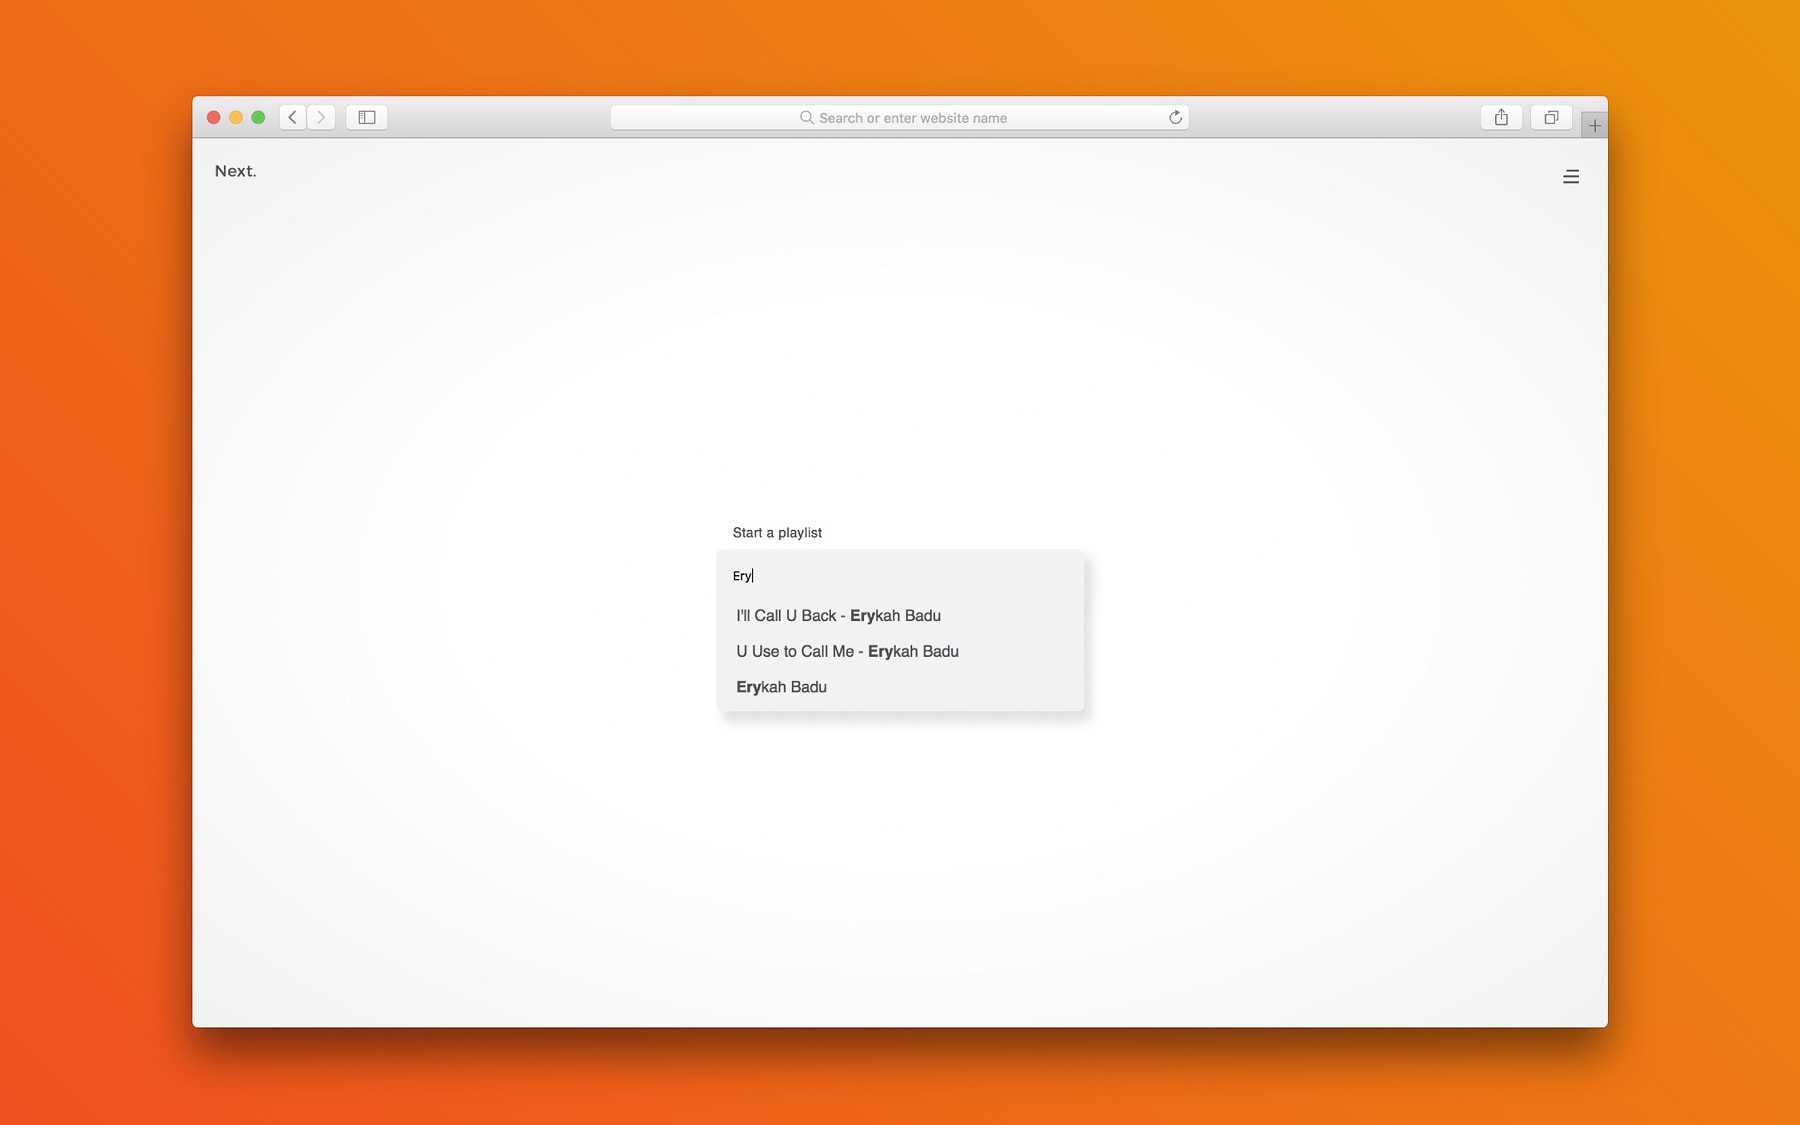 Search or enter website name
Next.
Start a playlist
Ery
I'll Call U Back - Erykah Badu
U Use to Call Me - Erykah Badu
Erykah Badu